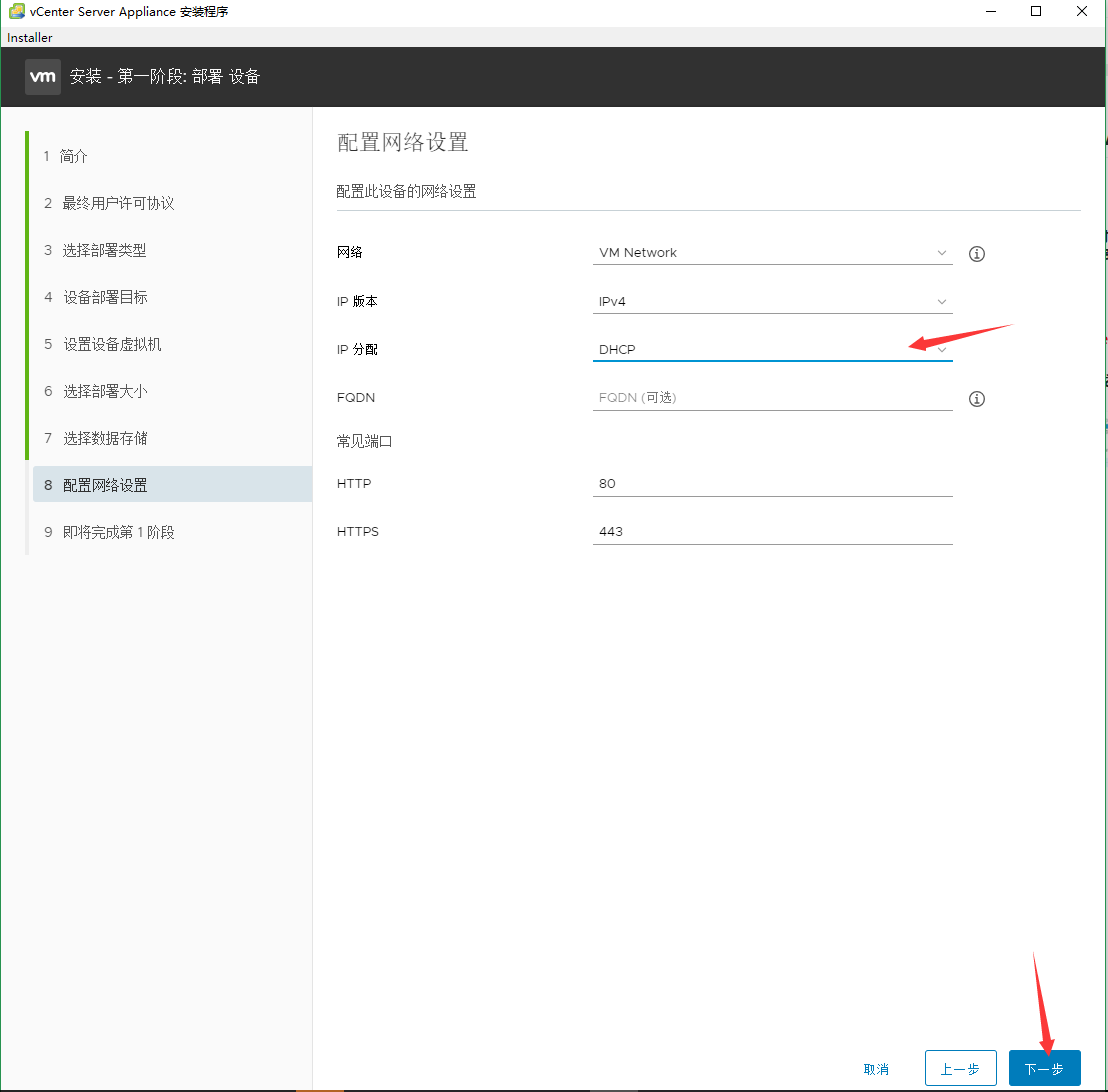 vCenter Server Appliance 安装程序
Installer
vm 安装 - 第一阶段: 部署 设备
1 简介
2 最终用户许可协议
3 选择部署类型
4 设备部署目标
5 设置设备虚拟机
6 选择部署大小
7 选择数据存储
8 配置网络设置
9 即将完成第 1 阶段
配置网络设置
配置此设备的网络设置
网络 VM Network
IP 版本 IPv4
IP 分配 DHCP
FQDN FQDN (可选)
常见端口
HTTP 80
HTTPS 443
取消 上一步 下一步